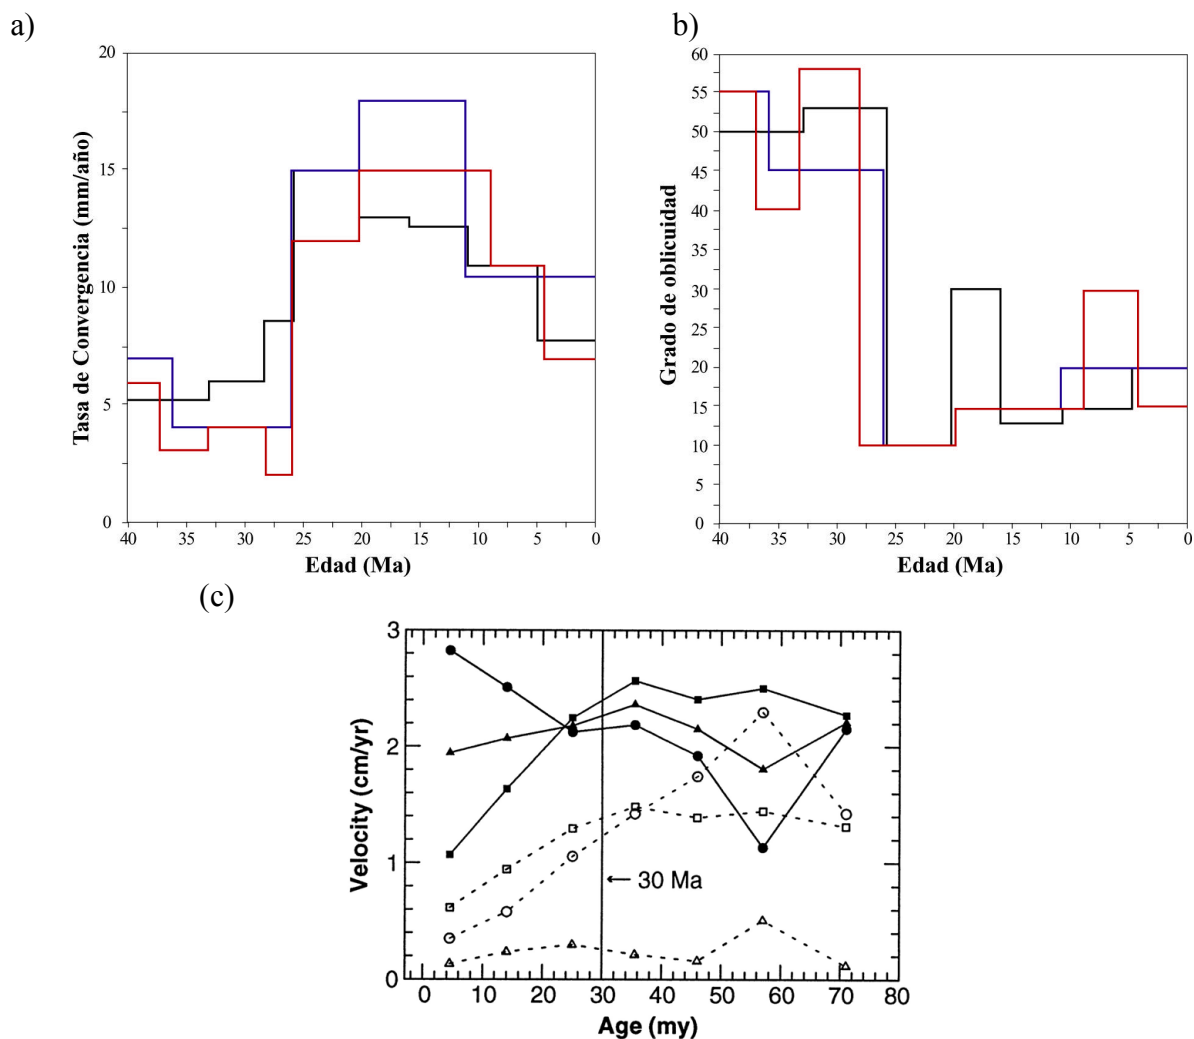 a)
20
15
10
5
0
Tasa de Convergencia (mm/año)
40 35 30 25 20 15 10 5 0
Edad (Ma)
b)
60
55
50
45
40
35
30
25
20
15
10
5
0
Grado de oblicuidad
40 35 30 25 20 15 10 5 0
Edad (Ma)
(c)
3
2
1
0
Velocity (cm/yr)
← 30 Ma
0 10 20 30 40 50 60 70 80
Age (my)